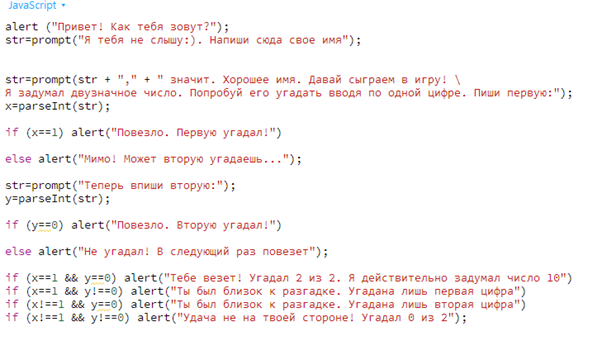 JavaScript
alert ("Привет! Как тебя зовут?");
str=prompt("Я тебя не слышу:). Напиши сюда свое имя");
str=prompt(str + "," + " значит. Хорошее имя. Давай сыграем в игру! \
Я задумал двузначное число. Попробуй его угадать вводя по одной цифре. Пиши первую:");
x=parseInt(str);
if (x==1) alert("Повезло. Первую угадал!")
else alert("Мимо! Может вторую угадаешь...");
str=prompt("Теперь впиши вторую:");
y=parseInt(str);
if (y==0) alert("Повезло. Вторую угадал!")
else alert("Не угадал! В следующий раз повезет");
if (x==1 && y==0) alert("Тебе везет! Угадал 2 из 2. Я действительно задумал число 10")
if (x==1 && y!==0) alert("Ты был близок к разгадке. Угадана лишь первая цифра")
if (x!==1 && y==0) alert("Ты был близок к разгадке. Угадана лишь вторая цифра")
if (x!==1 && y!==0) alert("Удача не на твоей стороне! Угадал 0 из 2");